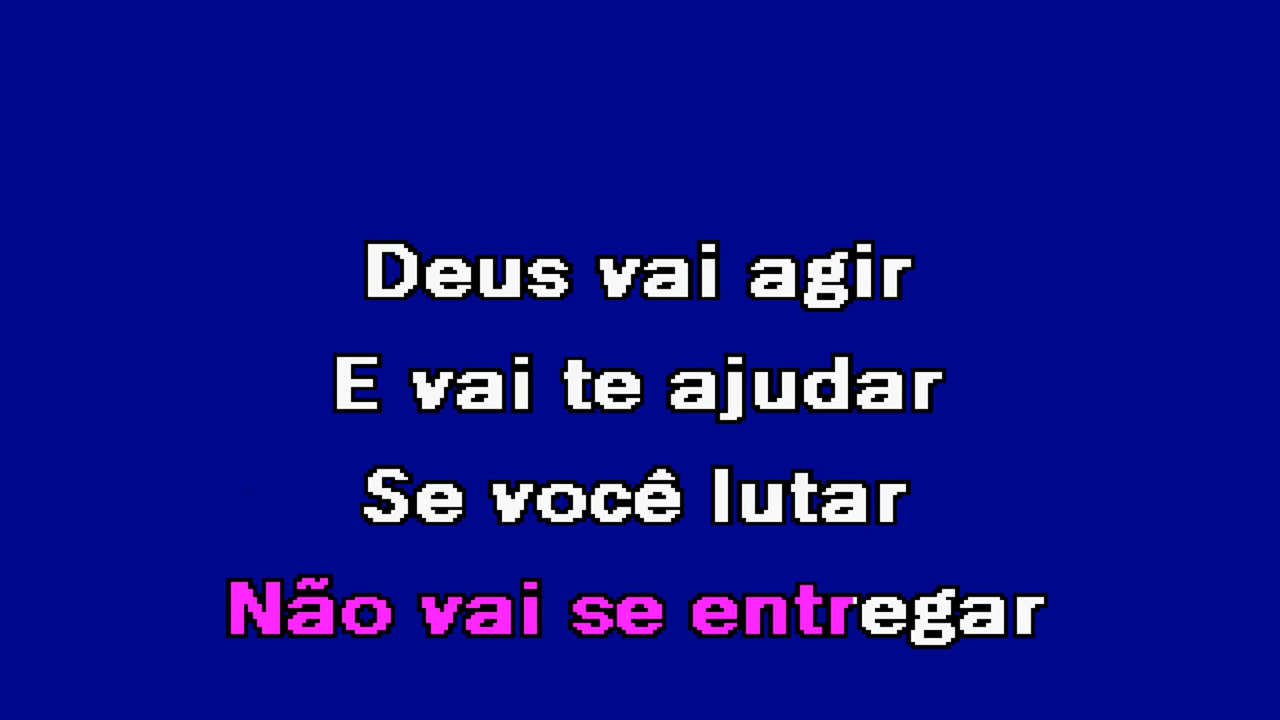 Deus vai agir
E vai te ajudar
Se você lutar
Não vai se entregar